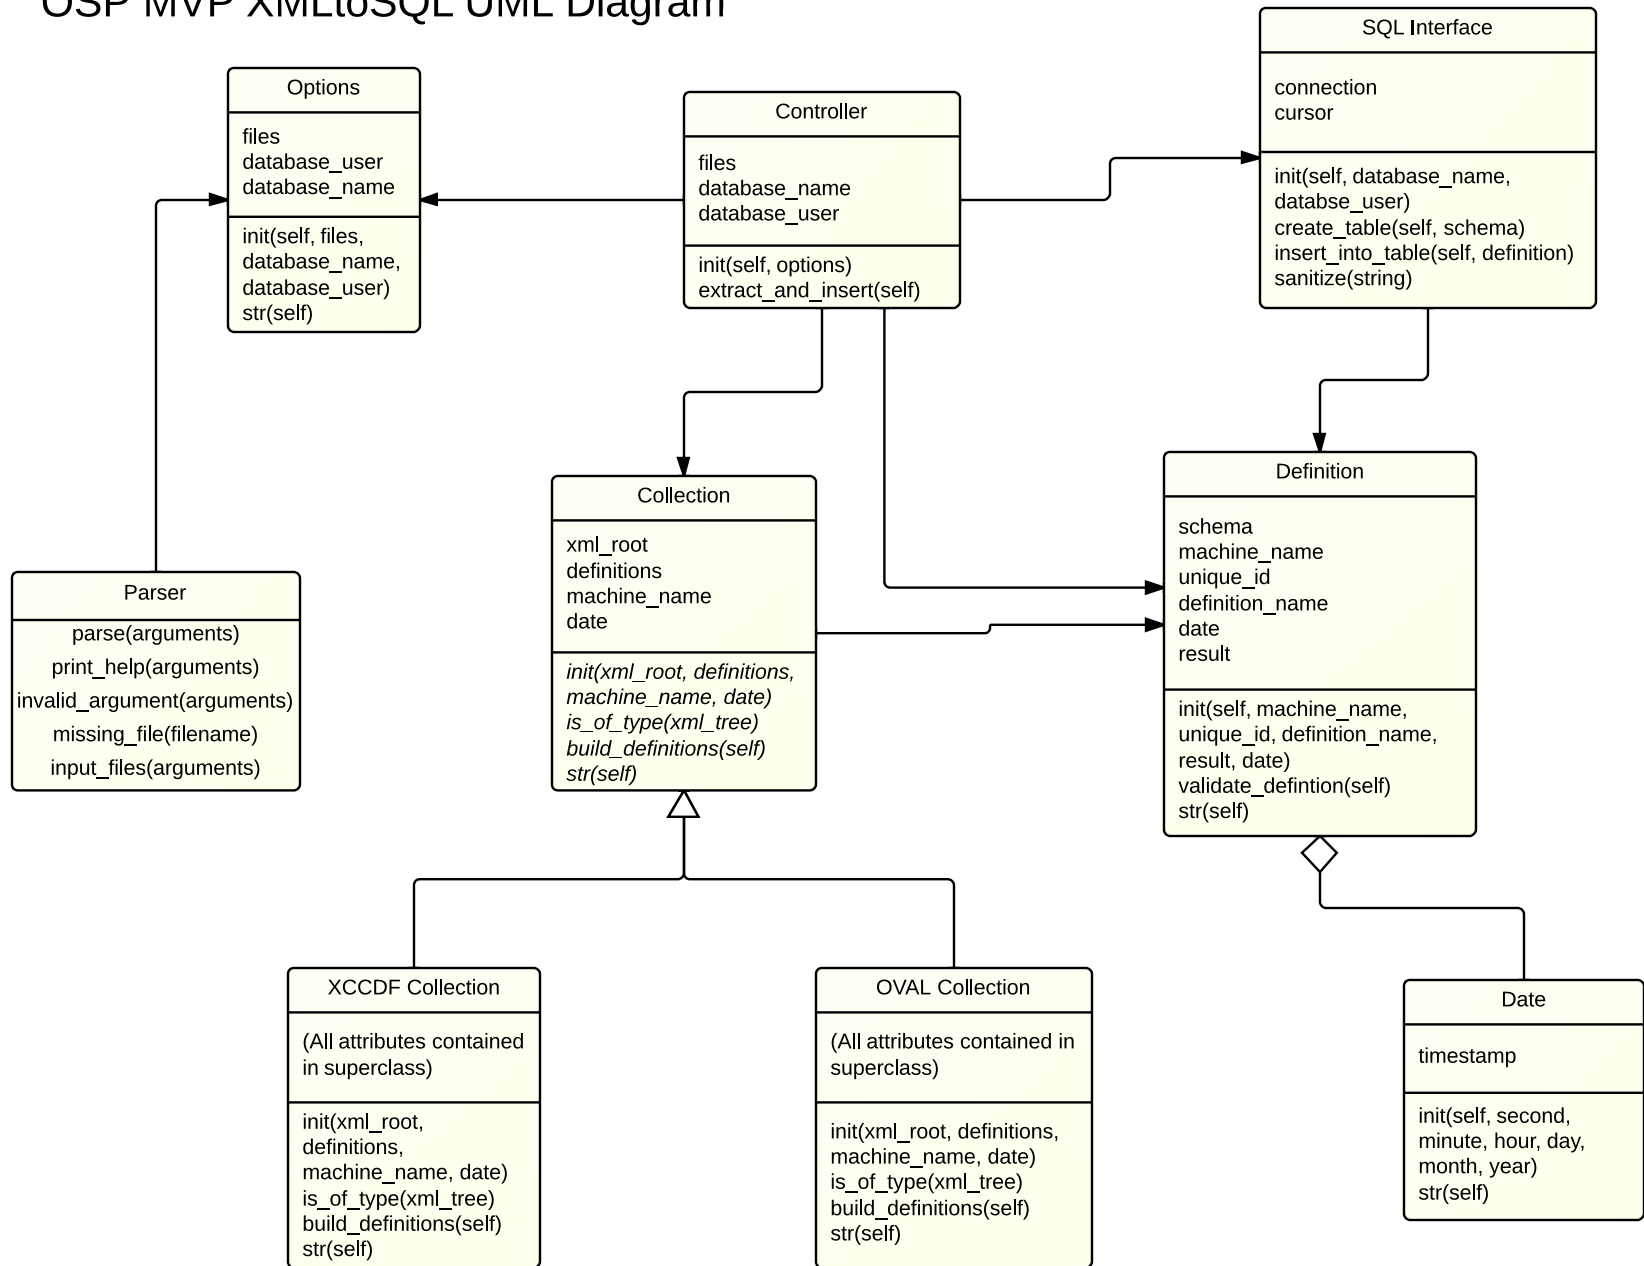 OSP MVP XMLtoSQL UML Diagram
Options
files
database_user
database_name
init(self, files,
database_name,
database_user)
str(self)
Controller
files
database_name
database_user
init(self, options)
extract_and_insert(self)
SQL Interface
connection
cursor
init(self, database_name,
databse_user)
create_table(self, schema)
insert_into_table(self, definition)
sanitize(string)
Parser
parse(arguments)
print_help(arguments)
invalid_argument(arguments)
missing_file(filename)
input_files(arguments)
Collection
xml_root
definitions
machine_name
date
init(xml_root, definitions,
machine_name, date)
is_of_type(xml_tree)
build_definitions(self)
str(self)
Definition
schema
machine_name
unique_id
definition_name
date
result
init(self, machine_name,
unique_id, definition_name,
result, date)
validate_defintion(self)
str(self)
XCCDF Collection
(All attributes contained
in superclass)
init(xml_root,
definitions,
machine_name, date)
is_of_type(xml_tree)
build_definitions(self)
str(self)
OVAL Collection
(All attributes contained in
superclass)
init(xml_root, definitions,
machine_name, date)
is_of_type(xml_tree)
build_definitions(self)
str(self)
Date
timestamp
init(self, second,
minute, hour, day,
month, year)
str(self)